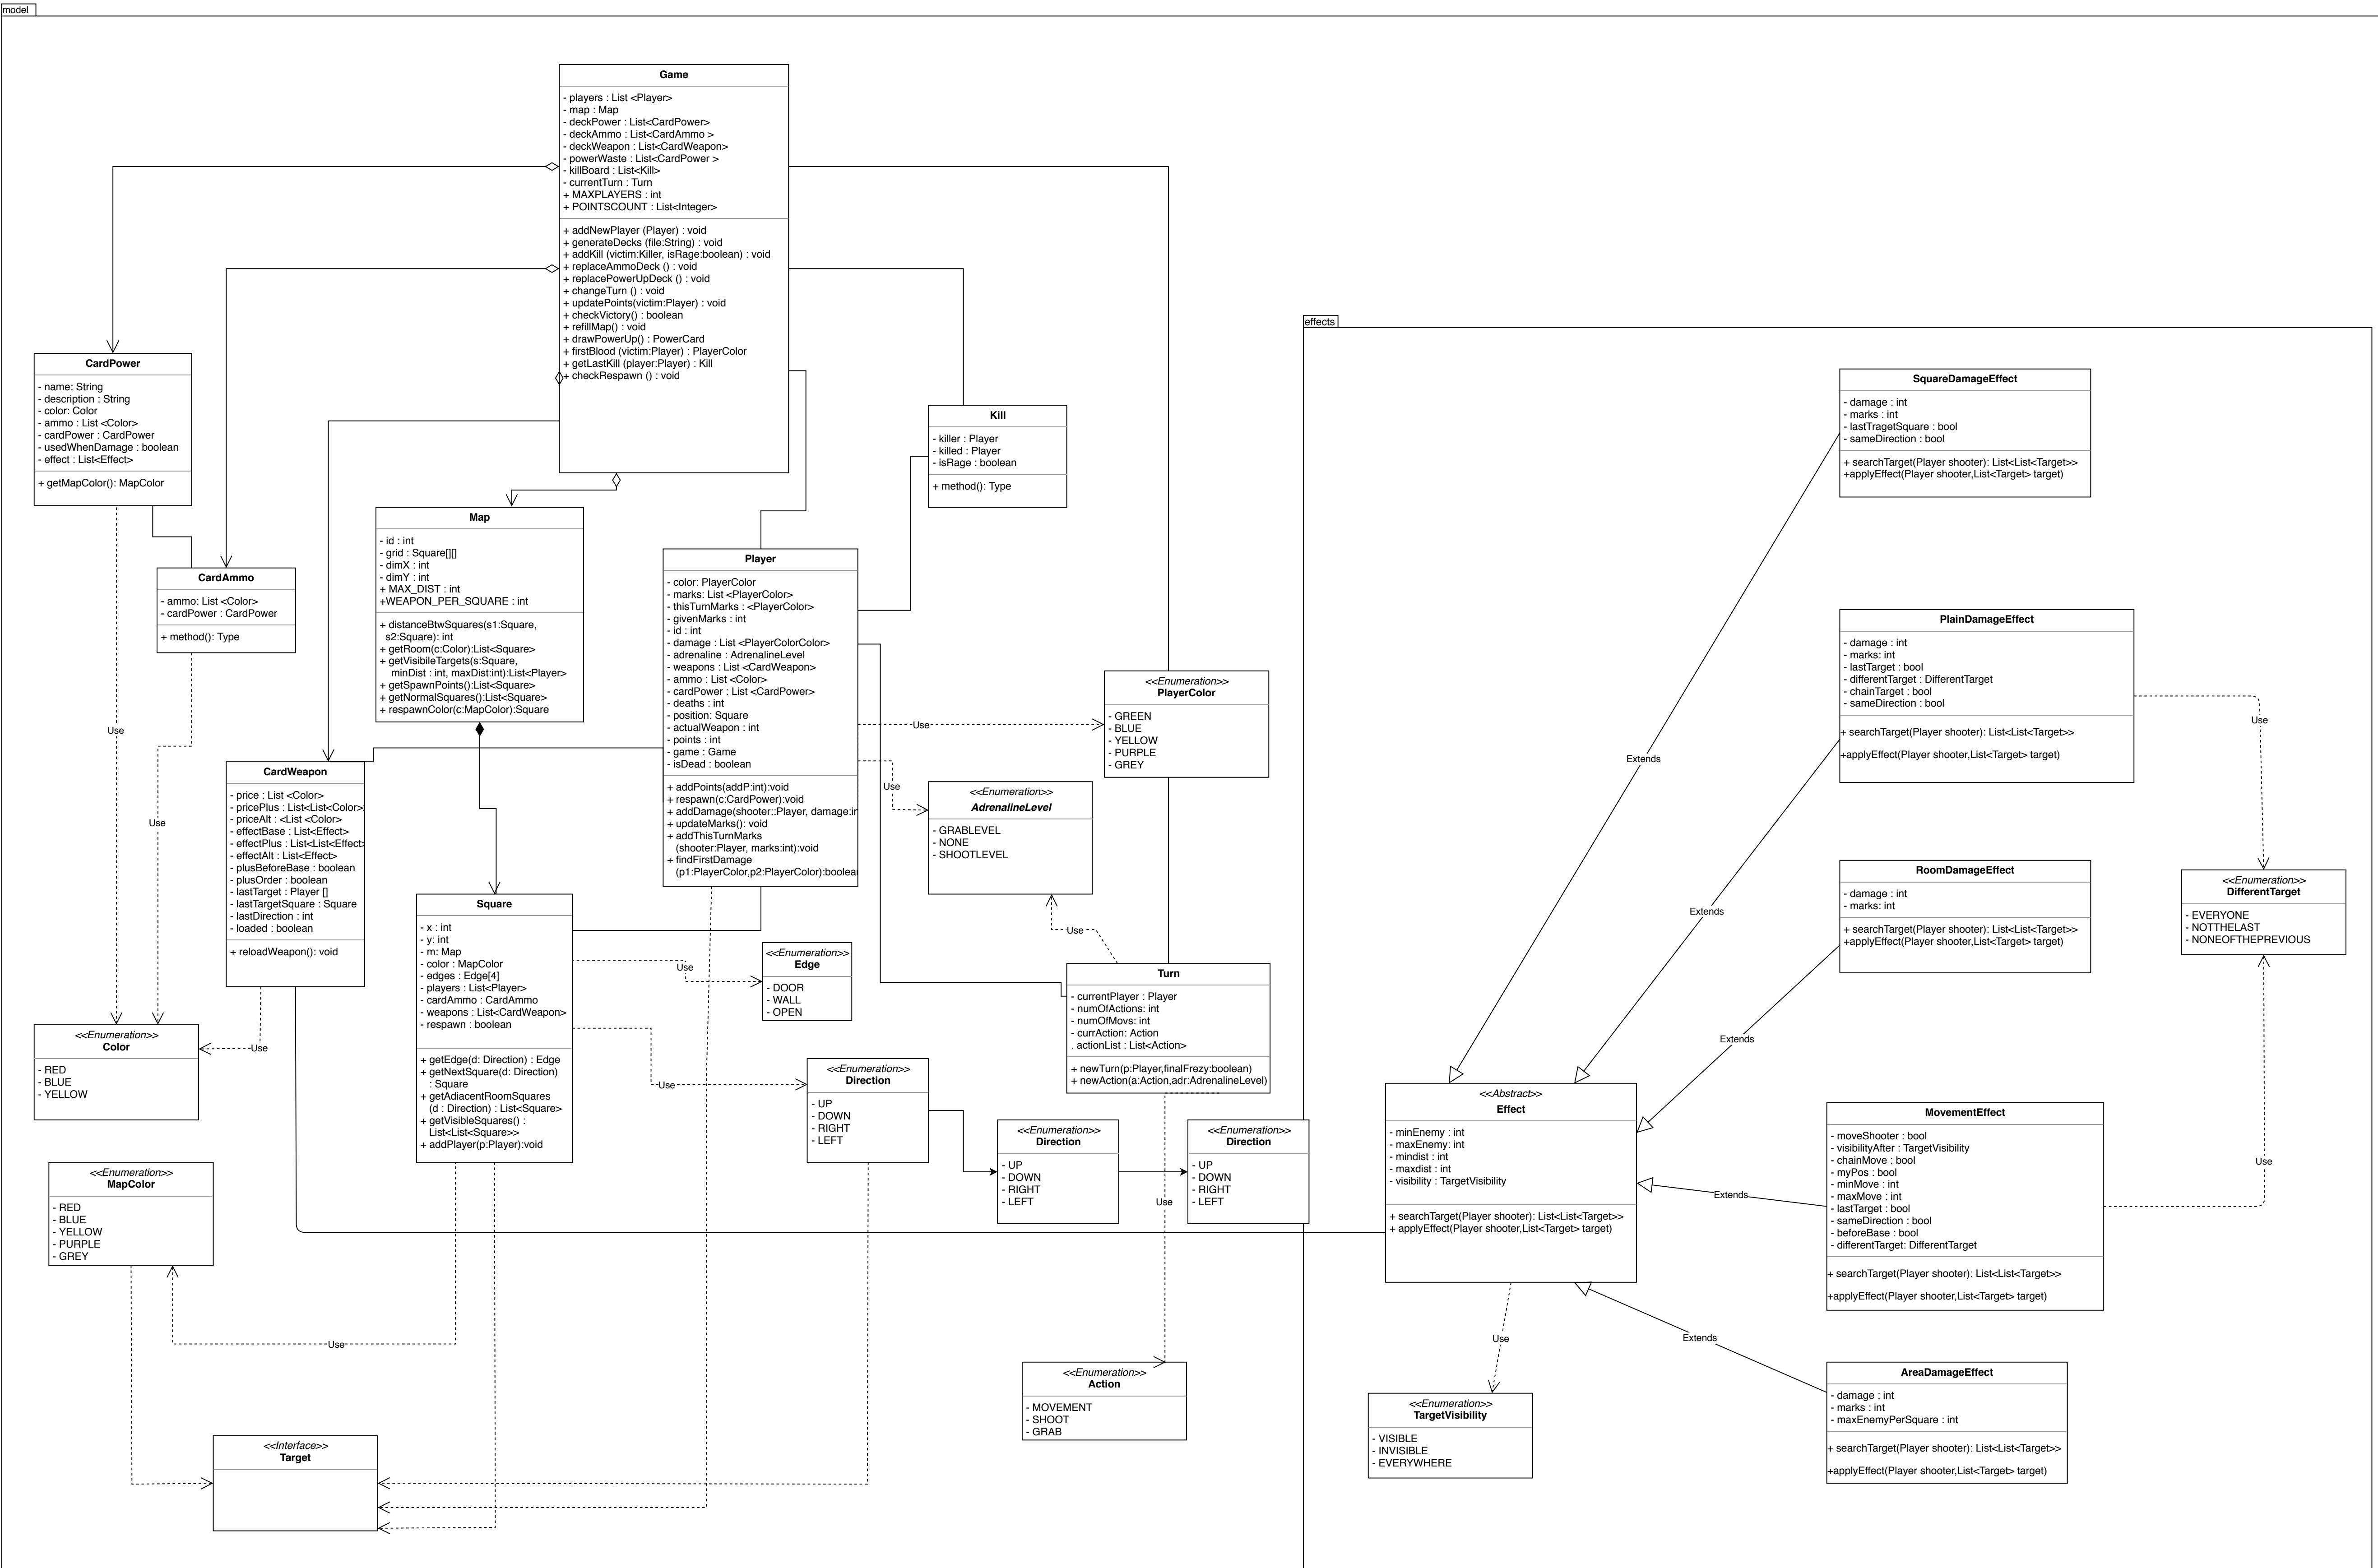 model
Game
- players : List <Player>
- map : Map
- deckPower : List<CardPower>
- deckAmmo : List<CardAmmo >
- deckWeapon : List<CardWeapon>
- powerWaste : List<CardPower >
- killBoard : List<Kill>
- currentTurn : Turn
+ MAXPLAYERS : int
+ POINTSCOUNT : List<Integer>
+ addNewPlayer (Player) : void
+ generateDecks (file:String) : void
+ addKill (victim:Killer, isRage:boolean) : void
+ replaceAmmoDeck () : void
+ replacePowerUpDeck () : void
+ changeTurn () : void
+ updatePoints(victim:Player) : void
+ checkVictory() : boolean
+ refillMap() : void
+ drawPowerUp() : PowerCard
+ firstBlood (victim:Player) : PlayerColor
+ getLastKill (player:Player) : Kill
+ checkRespawn () : void
CardPower
- name: String
- description : String
- color: Color
- ammo : List <Color>
- cardPower : CardPower
- usedWhenDamage : boolean
- effect : List<Effect>
+ getMapColor(): MapColor
Kill
- killer : Player
- killed : Player
- isRage : boolean
+ method(): Type
Map
- id : int
- grid : Square[][]
- dimX : int
- dimY : int
+ MAX_DIST : int
+WEAPON_PER_SQUARE : int
+ distanceBtwSquares(s1:Square,
s2:Square): int
+ getRoom(c:Color):List<Square>
+ getVisibileTargets(s:Square,
minDist : int, maxDist:int):List<Player>
+ getSpawnPoints():List<Square>
+ getNormalSquares():List<Square>
+ respawnColor(c:MapColor):Square
CardAmmo
- ammo: List <Color>
- cardPower : CardPower
+ method(): Type
Player
- color: PlayerColor
- marks: List <PlayerColor>
- thisTurnMarks : <PlayerColor>
- givenMarks : int
- id : int
- damage : List <PlayerColorColor>
- adrenaline : AdrenalineLevel
- weapons : List <CardWeapon>
- ammo : List <Color>
- cardPower : List <CardPower>
- deaths : int
- position: Square
- actualWeapon : int
- points : int
- game : Game
- isDead : boolean
+ addPoints(addP:int):void
+ respawn(c:CardPower):void
+ addDamage(shooter::Player, damage:in
+ updateMarks(): void
+ addThisTurnMarks
(shooter:Player, marks:int):void
+ findFirstDamage
(p1:PlayerColor,p2:PlayerColor):boolea
Use
Use
Use
Use
<<Enumeration>>
PlayerColor
- GREEN
- BLUE
- YELLOW
- PURPLE
- GREY
<<Enumeration>>
AdrenalineLevel
- GRABLEVEL
- NONE
- SHOOTLEVEL
CardWeapon
- price : List <Color>
- pricePlus : List<List<Color>:
- priceAlt : <List <Color>
- effectBase : List<Effect>
- effectPlus : List<List<Effect>
- effectAlt : List<Effect>
- plusBeforeBase : boolean
- plusOrder : boolean
- lastTarget : Player []
- lastTargetSquare : Square
- lastDirection : int
- loaded : boolean
+ reloadWeapon(): void
Square
- x : int
- y: int
- m: Map
- color : MapColor
- edges : Edge[4]
- players : List<Player>
- cardAmmo : CardAmmo
- weapons : List<CardWeapon>
- respawn : boolean
+ getEdge(d: Direction) : Edge
+ getNextSquare(d: Direction)
: Square
+ getAdiacentRoomSquares
(d : Direction) : List<Square>
+ getVisibleSquares() :
List<List<Square>>
+ addPlayer(p:Player):void
Use
Use
Use
Use
<<Enumeration>>
Edge
- DOOR
- WALL
- OPEN
Turn
- currentPlayer : Player
- numOfActions: int
- numOfMovs: int
- currAction: Action
. actionList : List<Action>
+ newTurn(p:Player,finalFrezy:boolean)
+ newAction(a:Action,adr:AdrenalineLevel)
<<Enumeration>>
Color
- RED
- BLUE
- YELLOW
<<Enumeration>>
Direction
- UP
- DOWN
- RIGHT
- LEFT
<<Enumeration>>
Direction
- UP
- DOWN
- RIGHT
- LEFT
<<Enumeration>>
Direction
- UP
- DOWN
- RIGHT
- LEFT
<<Enumeration>>
MapColor
- RED
- BLUE
- YELLOW
- PURPLE
- GREY
Use
Use
<<Enumeration>>
Action
- MOVEMENT
- SHOOT
- GRAB
<<Interface>>
Target
effects
SquareDamageEffect
- damage : int
- marks : int
- lastTragetSquare : bool
- sameDirection : bool
+ searchTarget(Player shooter): List<List<Target>>
+applyEffect(Player shooter,List<Target> target)
PlainDamageEffect
- damage : int
- marks: int
- lastTarget : bool
- differentTarget : DifferentTarget
- chainTarget : bool
- sameDirection : bool
+ searchTarget(Player shooter): List<List<Target>>
+applyEffect(Player shooter,List<Target> target)
Use
Extends
Extends
Extends
Extends
Extends
RoomDamageEffect
- damage : int
- marks: int
+ searchTarget(Player shooter): List<List<Target>>
+applyEffect(Player shooter,List<Target> target)
<<Enumeration>>
DifferentTarget
- EVERYONE
- NOTTHELAST
- NONEOFTHEPREVIOUS
<<Abstract>>
Effect
- minEnemy : int
- maxEnemy: int
- mindist : int
- maxdist : int
- visibility : TargetVisibility
+ searchTarget(Player shooter): List<List<Target>>
+ applyEffect(Player shooter,List<Target> target)
MovementEffect
- moveShooter : bool
- visibilityAfter : TargetVisibility
- chainMove : bool
- myPos : bool
- minMove : int
- maxMove : int
- lastTarget : bool
- sameDirection : bool
- beforeBase : bool
- differentTarget: DifferentTarget
+ searchTarget(Player shooter): List<List<Target>>
+applyEffect(Player shooter,List<Target> target)
Use
Use
<<Enumeration>>
TargetVisibility
- VISIBLE
- INVISIBLE
- EVERYWHERE
AreaDamageEffect
- damage : int
- marks : int
- maxEnemyPerSquare : int
+ searchTarget(Player shooter): List<List<Target>>
+applyEffect(Player shooter,List<Target> target)